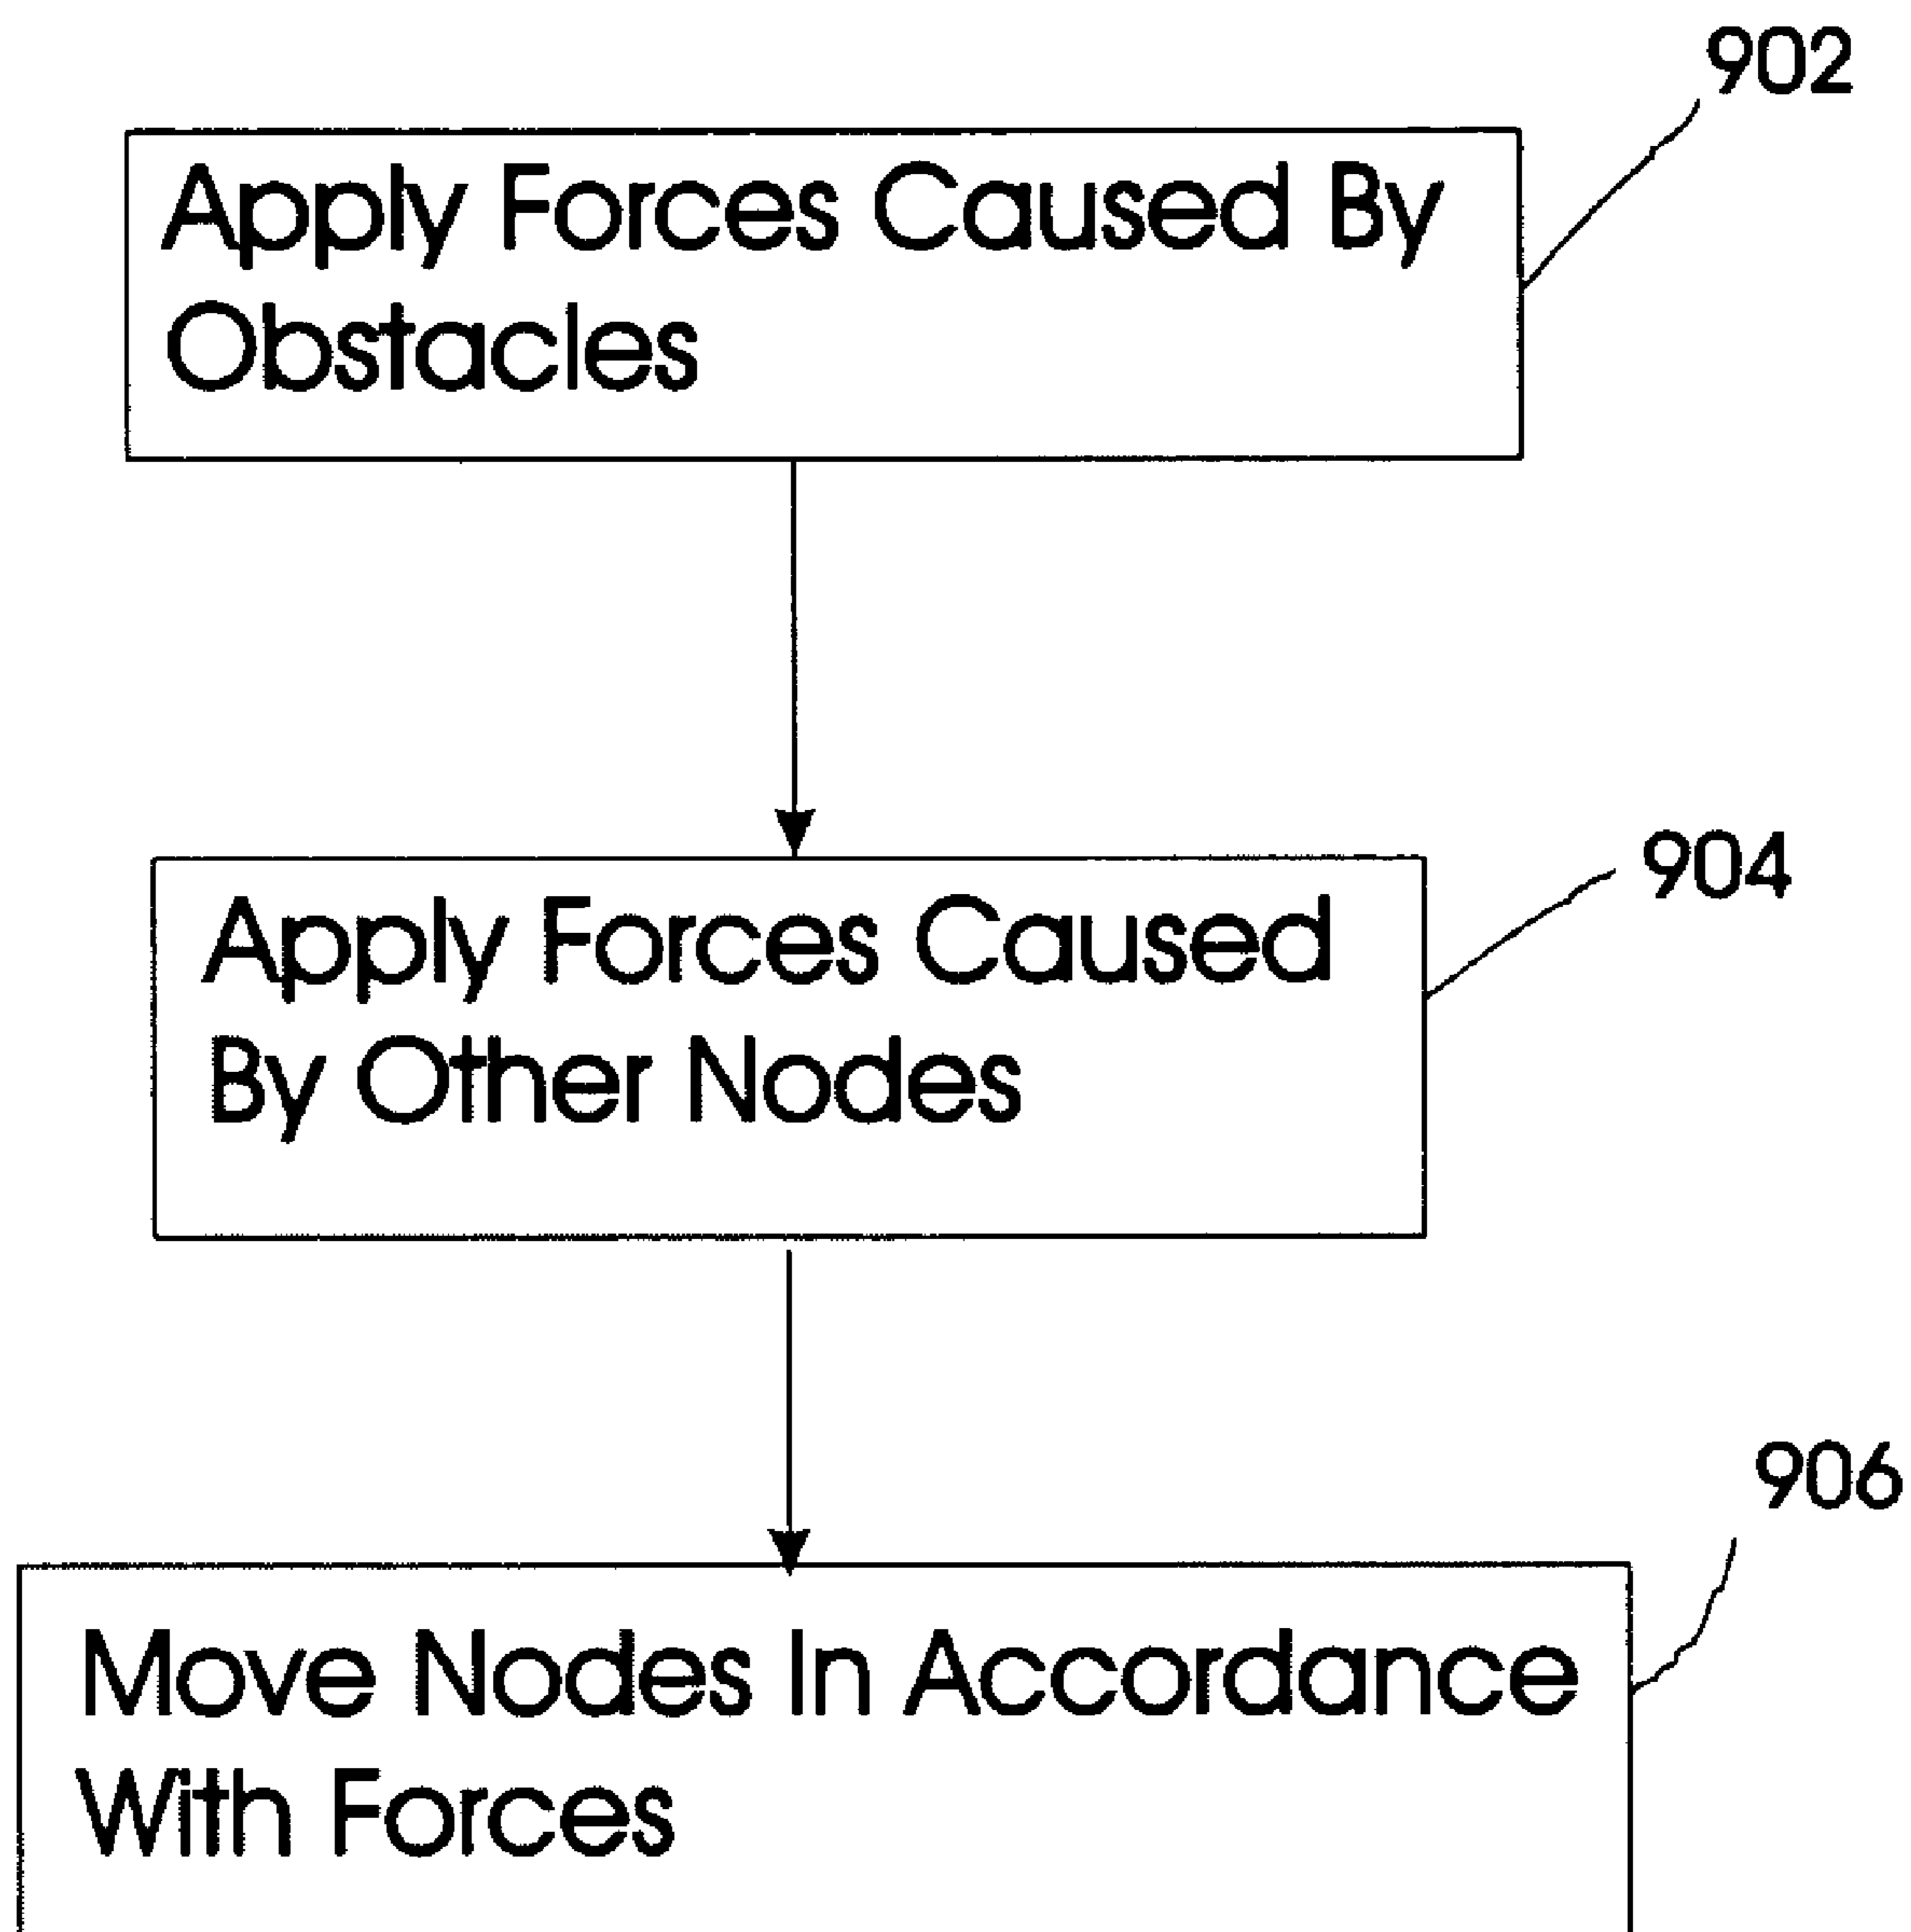 902
Apply Forces Caused By
Obstacles
904
Apply Forces Caused
By Other Nodes
906
Move Nodes In Accordance
With Forces